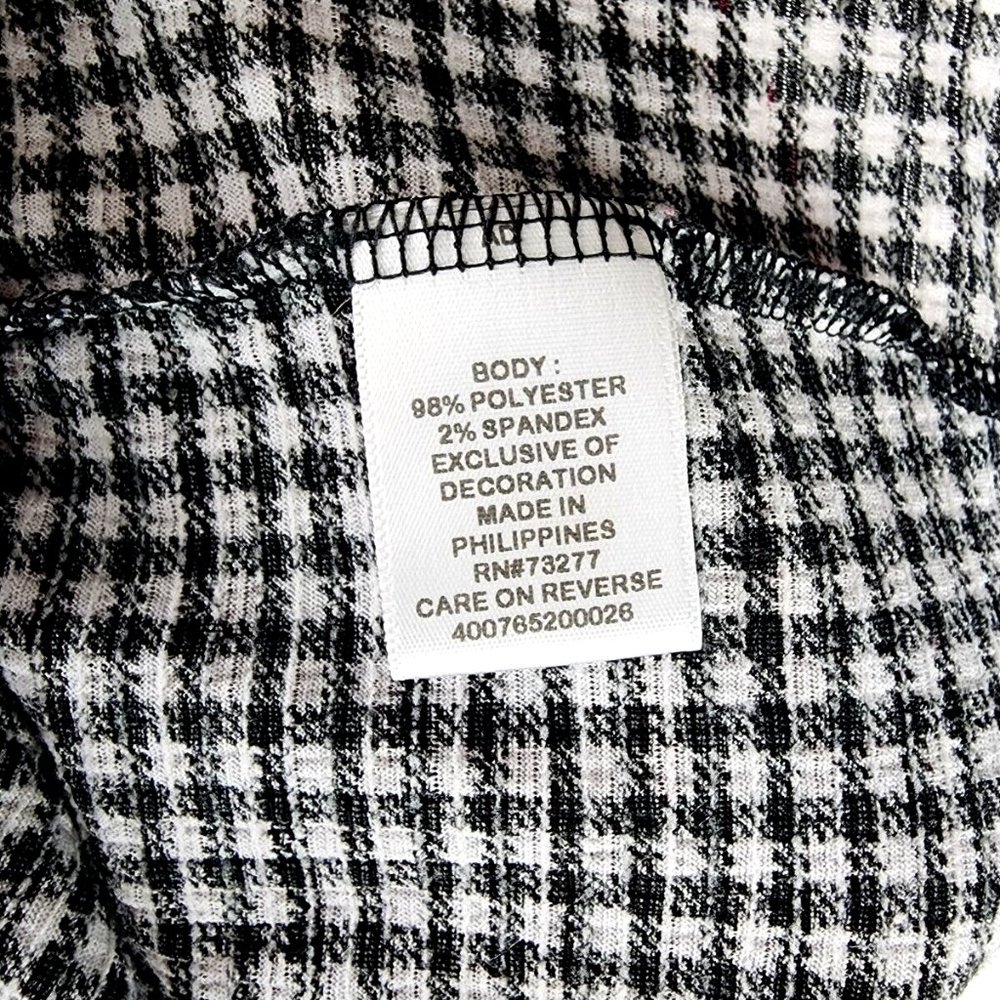 BODY :
98% POLYESTER
2% SPANDEX
EXCLUSIVE OF
DECORATION
MADE IN
PHILIPPINES
RN#73277
CARE ON REVERSE
400765200026